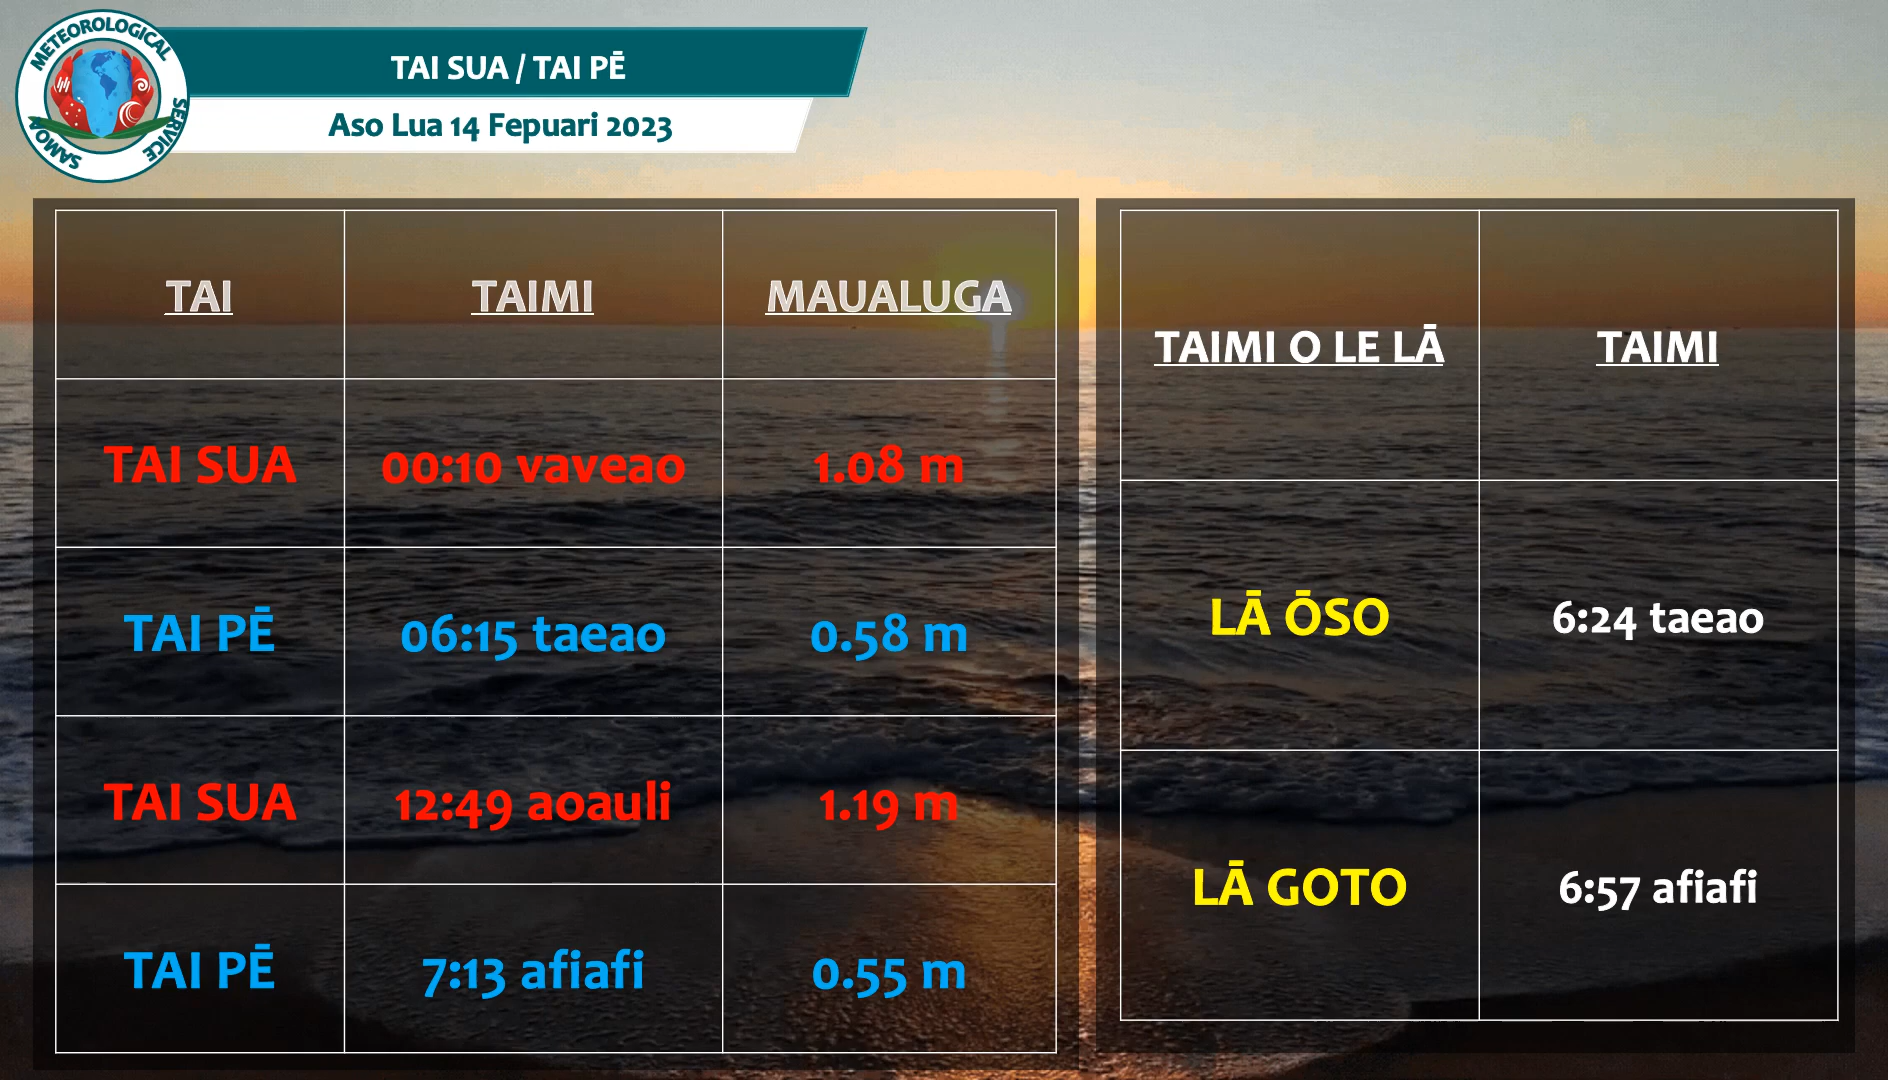 METEOROLOGICAL
SERVICE
SAMOA
TAI SUA / TAI PĒ
Aso Lua 14 Fepuari 2023
TAI TAIMI MAUALUGA
TAI SUA 00:10 vaveao 1.08 m
TAI PĒ 06:15 taeao 0.58 m
TAI SUA 12:49 aoauli 1.19 m
TAI PĒ 7:13 afiafi 0.55 m
TAIMI O LE LĀ TAIMI
LĀ ŌSO 6:24 taeao
LĀ GOTO 6:57 afiafi